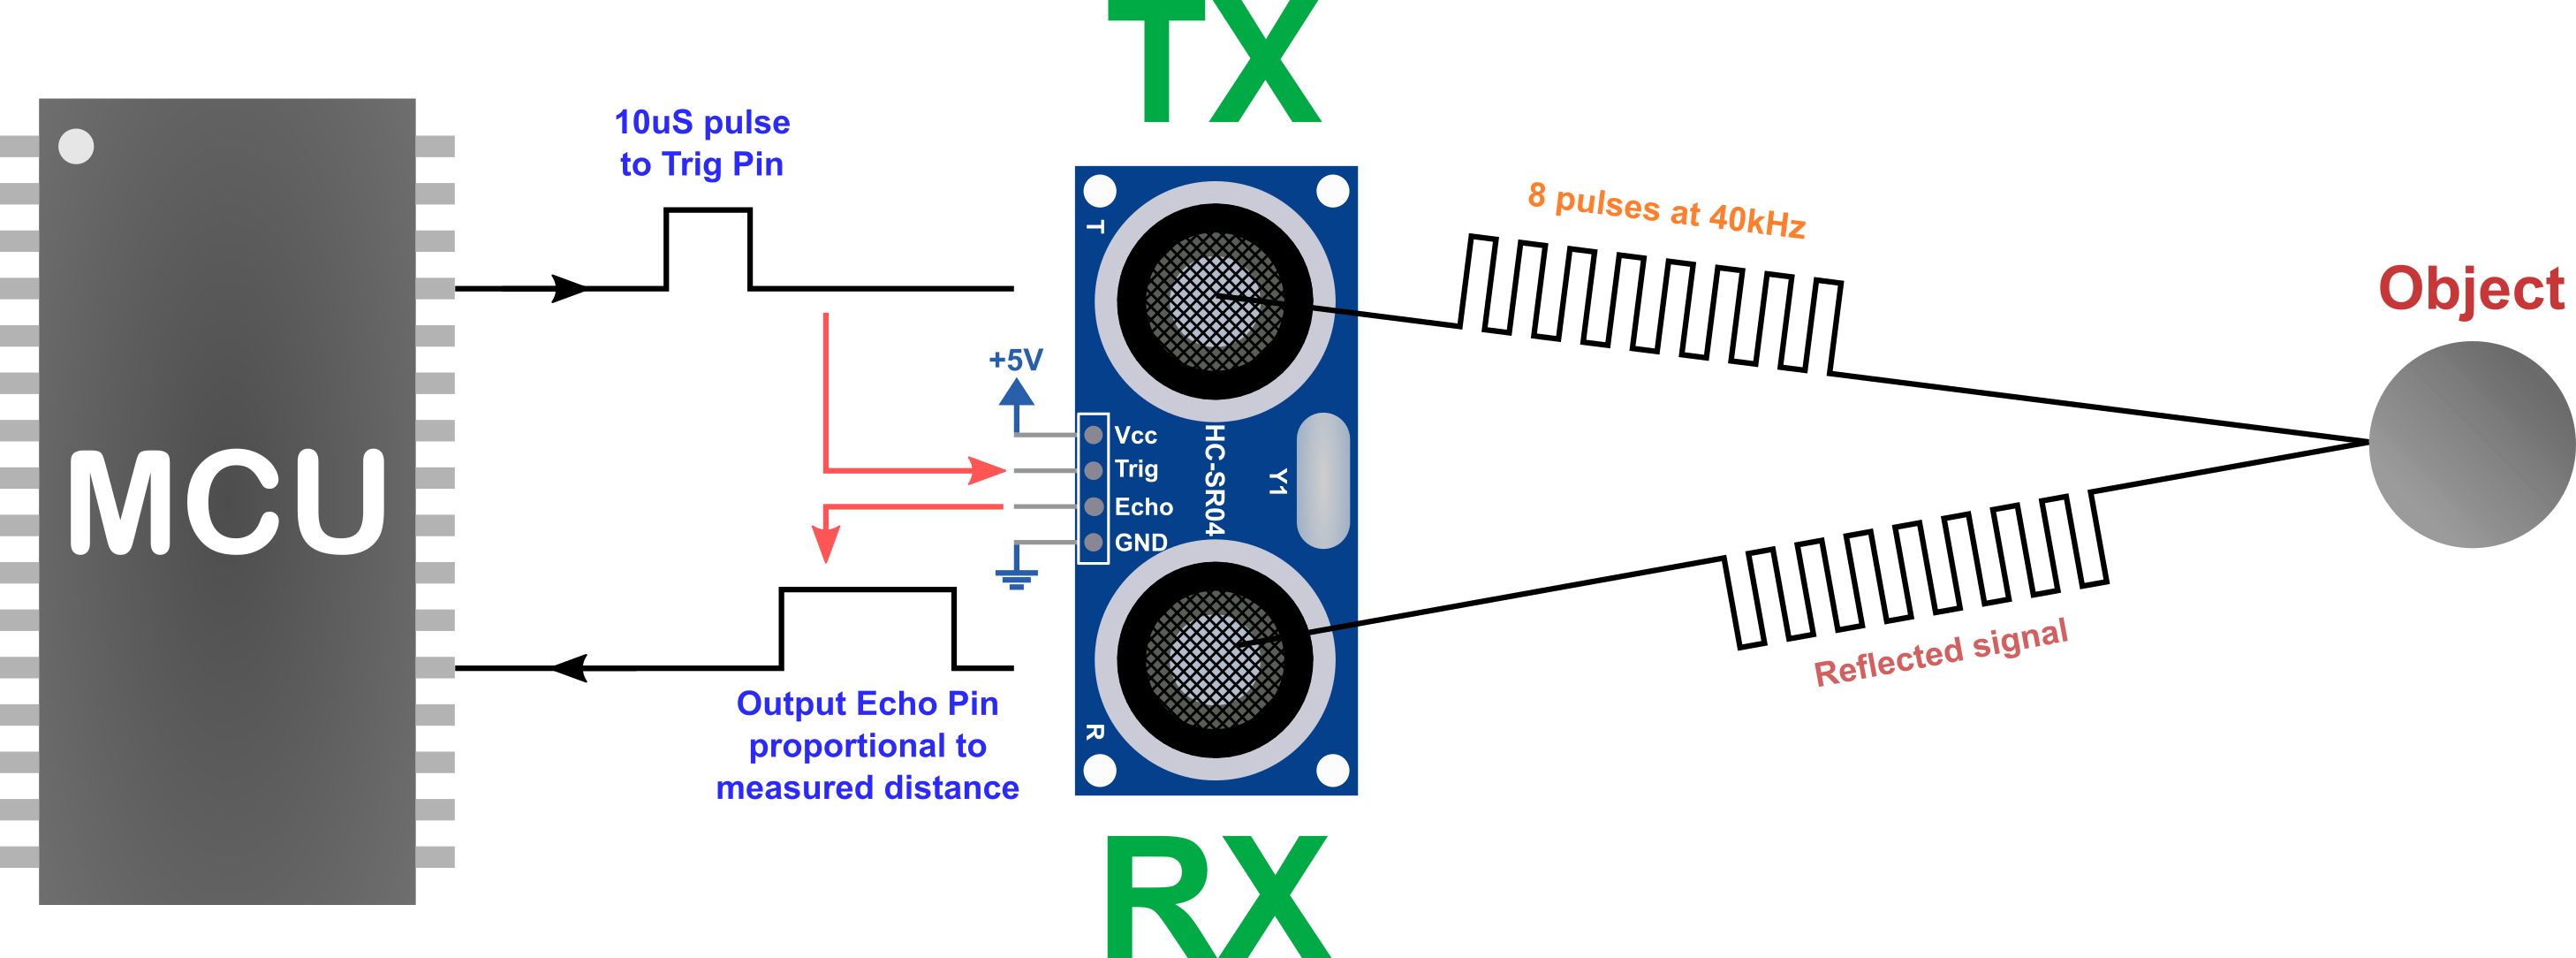 TX
10uS pulse
to Trig Pin
8 pulses at 40kHz
T
Object
+5V
MCU
Vcc
Trig
Echo
GND
HC-SR04
Y1
Reflected signal
Output Echo Pin
proportional to
measured distance
R
RX